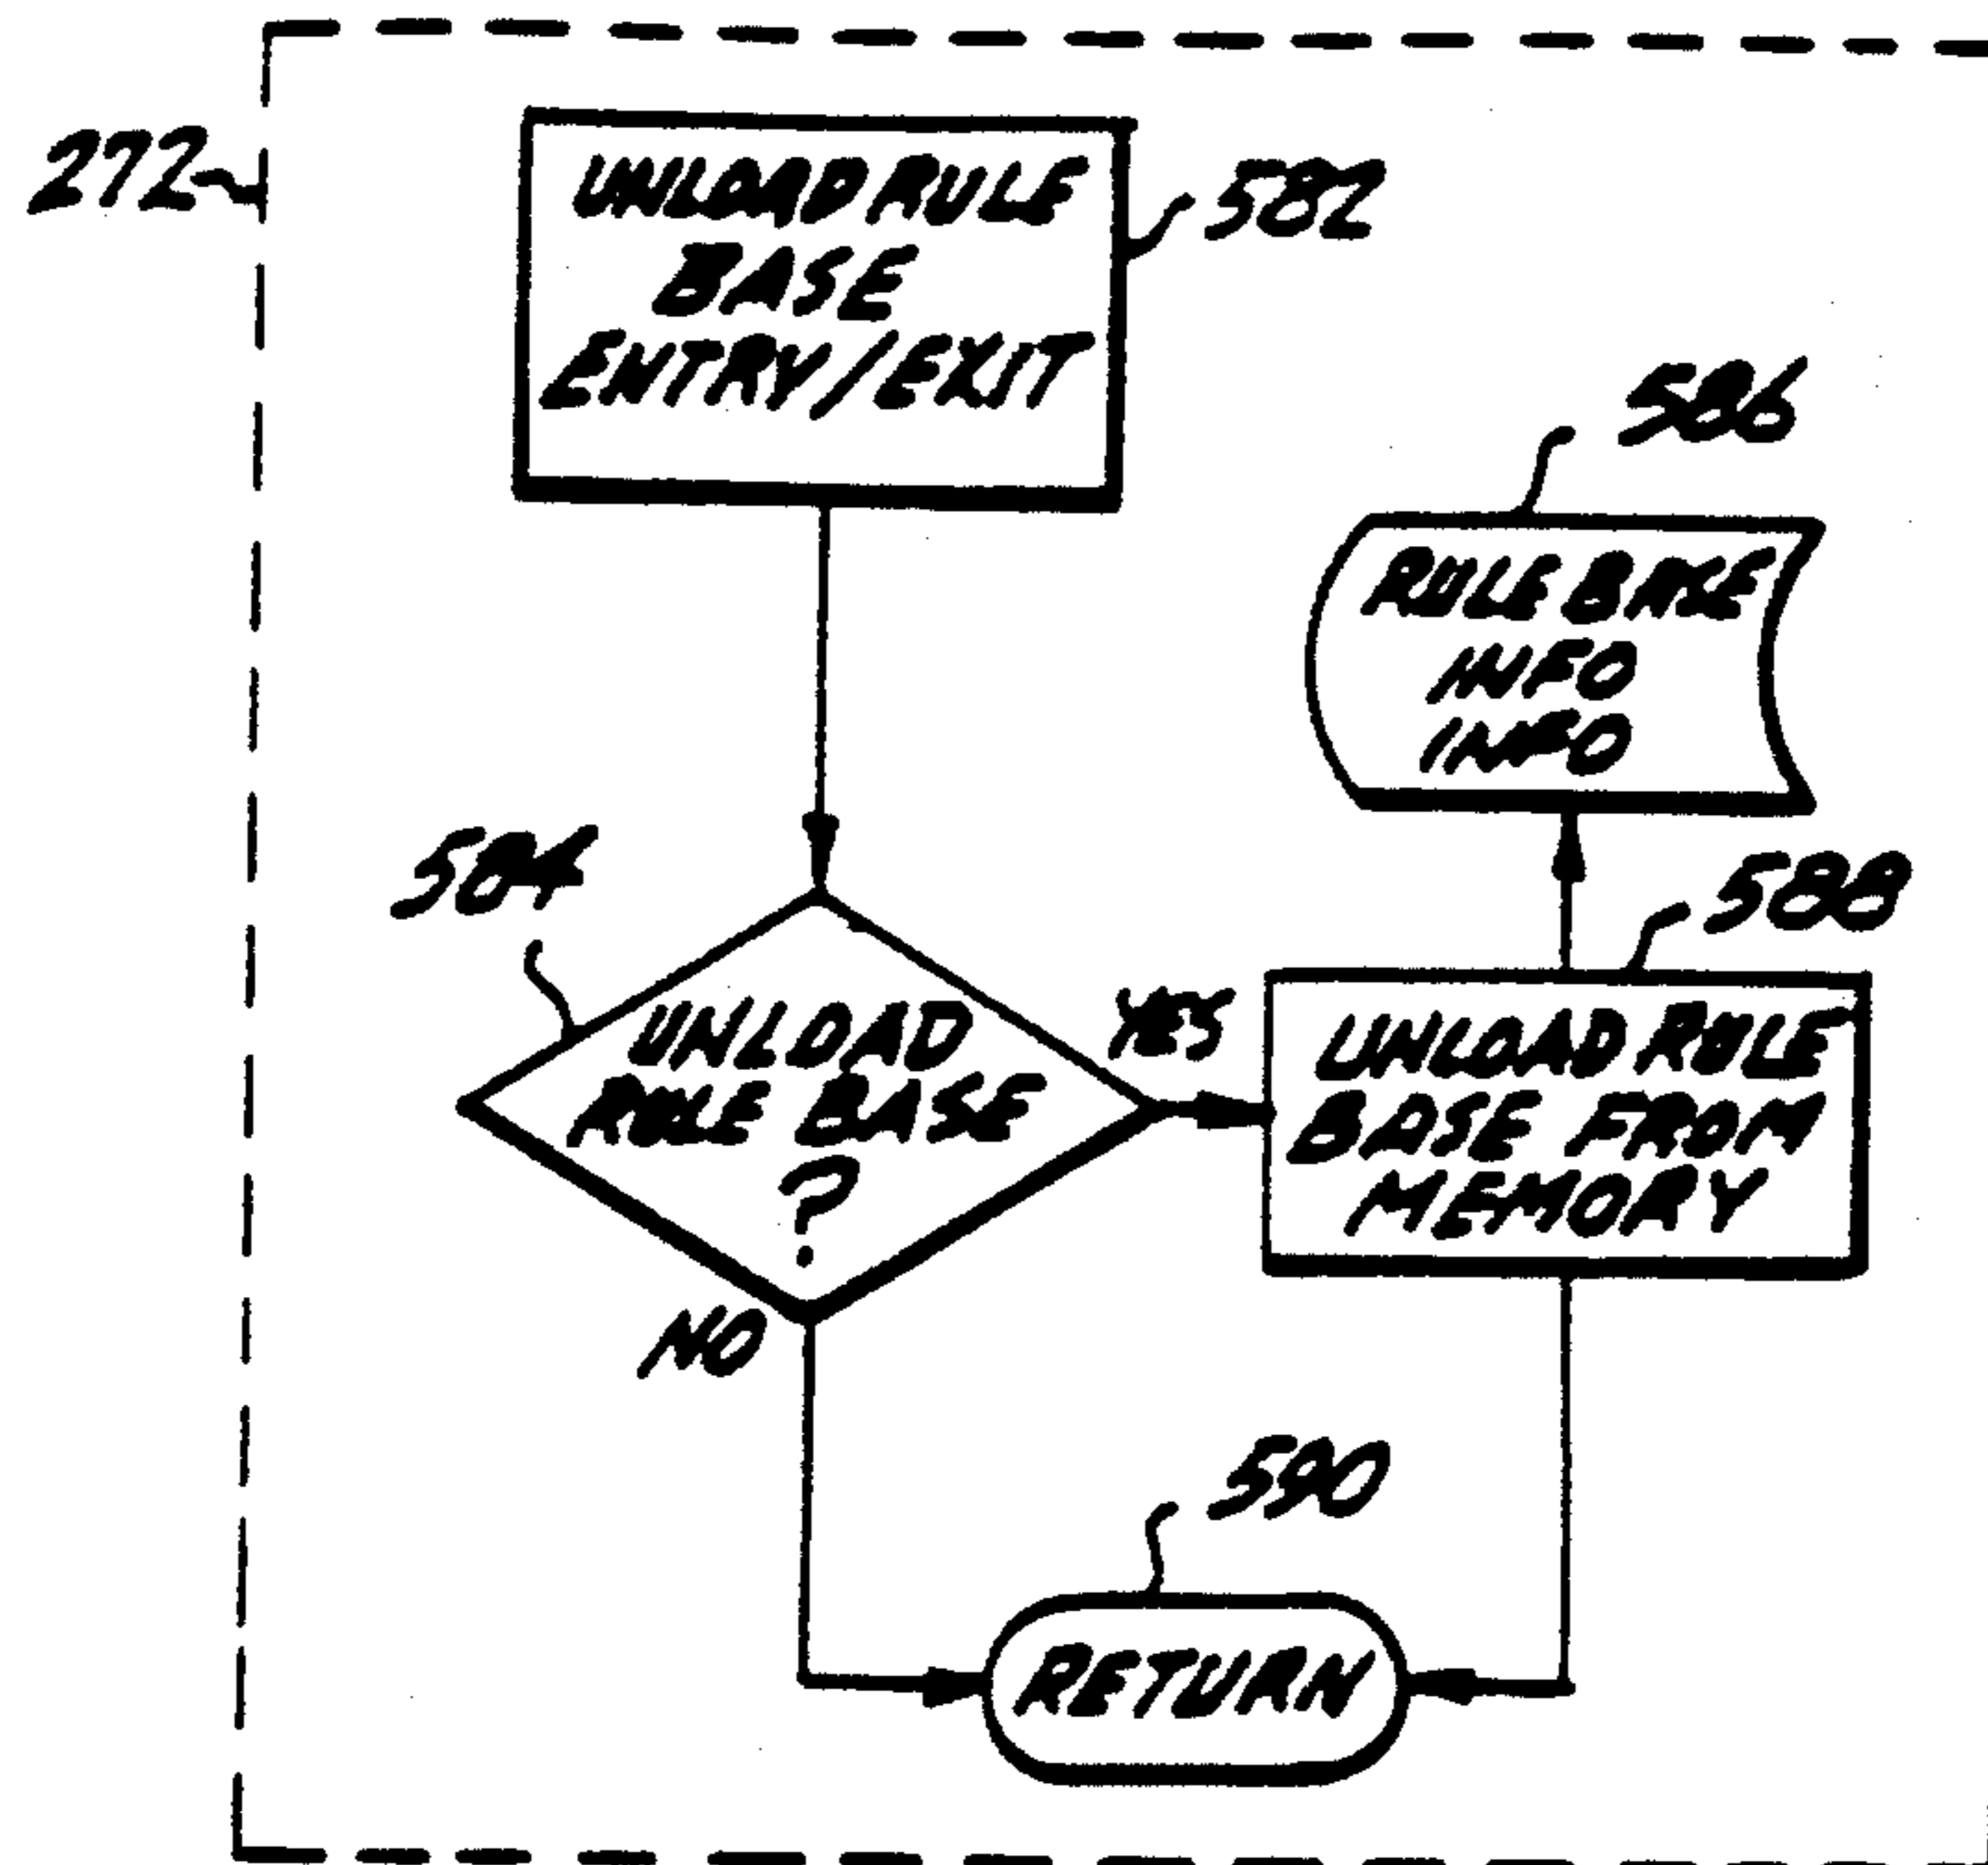 272
UNLOAD RULE
BASE
ENTRY/EXIT
582
586
RULE BASE
INFO
INFO
584
588
UNLOAD
RULE BASE
?
YES
UNLOAD RULE
BASE FROM
MEMORY
NO
590
RETURN